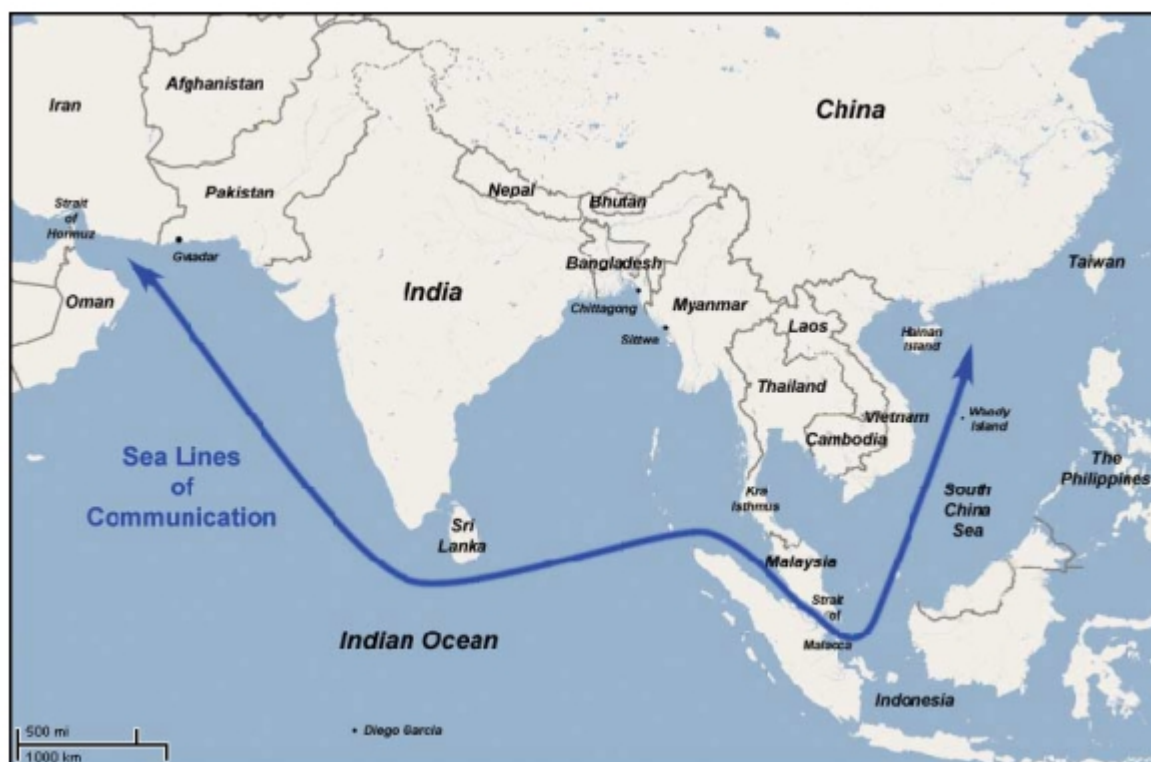 Afghanistan
Iran
China
Pakistan
Nepal
Bhutan
Strait
of
Hormuz
Gwadar
Bangladesh
Taiwan
Oman
India
Chittagong
Myanmar
Sittwe
Laos
Hainan
Island
Thailand
Vietnam
Woody
Island
Cambodia
The
Philippines
Sea Lines
of
Communication
Kra
Isthmus
South
China
Sea
Sri
Lanka
Malaysia
Strait
of
Malacca
Indian Ocean
Indonesia
Diego Garcia
500 mi
1000 km